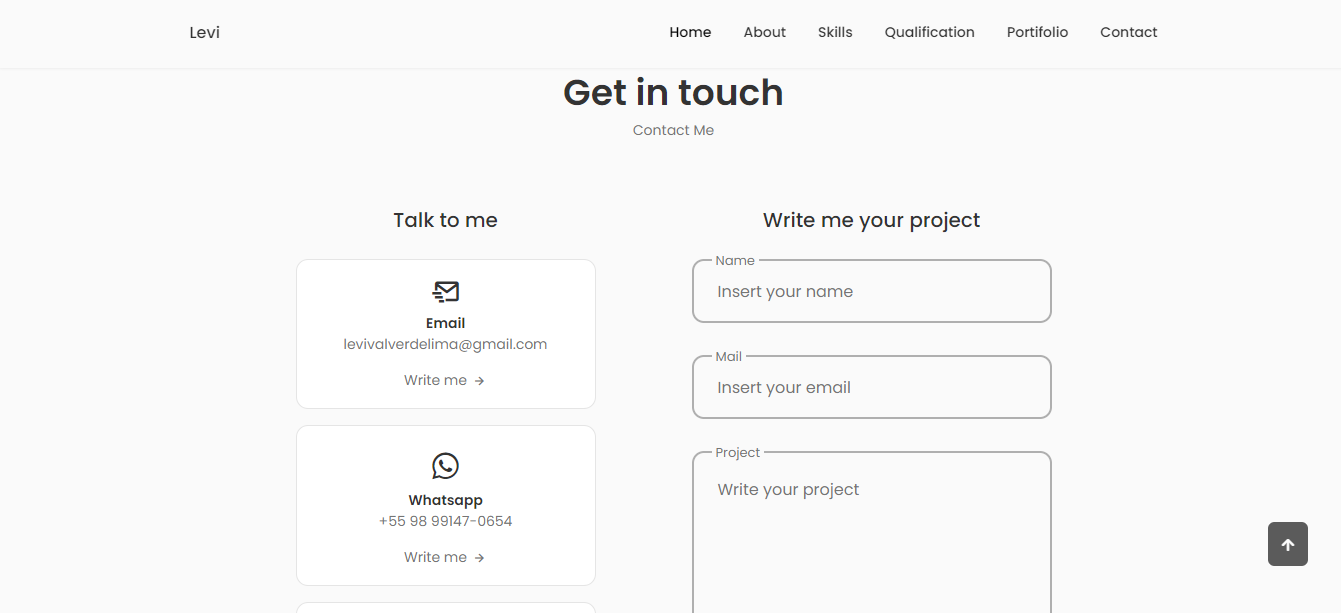 Levi
Home About Skills Qualification Portifolio Contact
Get in touch
Contact Me
Talk to me
Email
levivalverdelima@gmail.com
Write me →
Whatsapp
+55 98 99147-0654
Write me →
Write me your project
Name
Insert your name
Mail
Insert your email
Project
Write your project